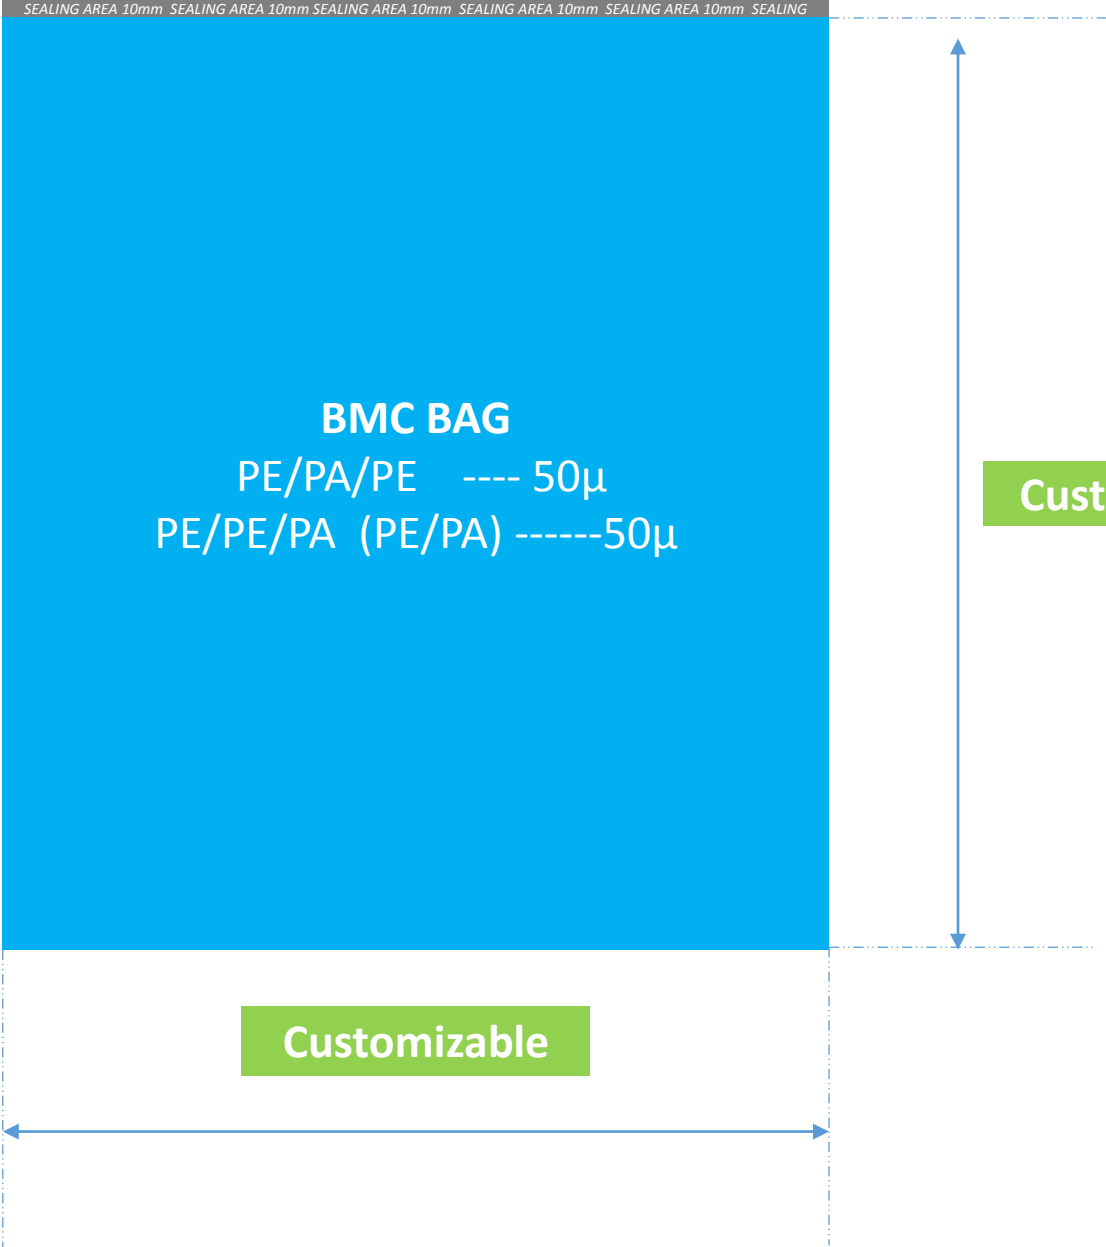 SEALING AREA 10mm SEALING AREA 10mm SEALING AREA 10mm SEALING AREA 10mm SEALING AREA 10mm SEALING
BMC BAG
PE/PA/PE ---- 50µ
Cust
PE/PE/PA (PE/PA) ------50µ
Customizable